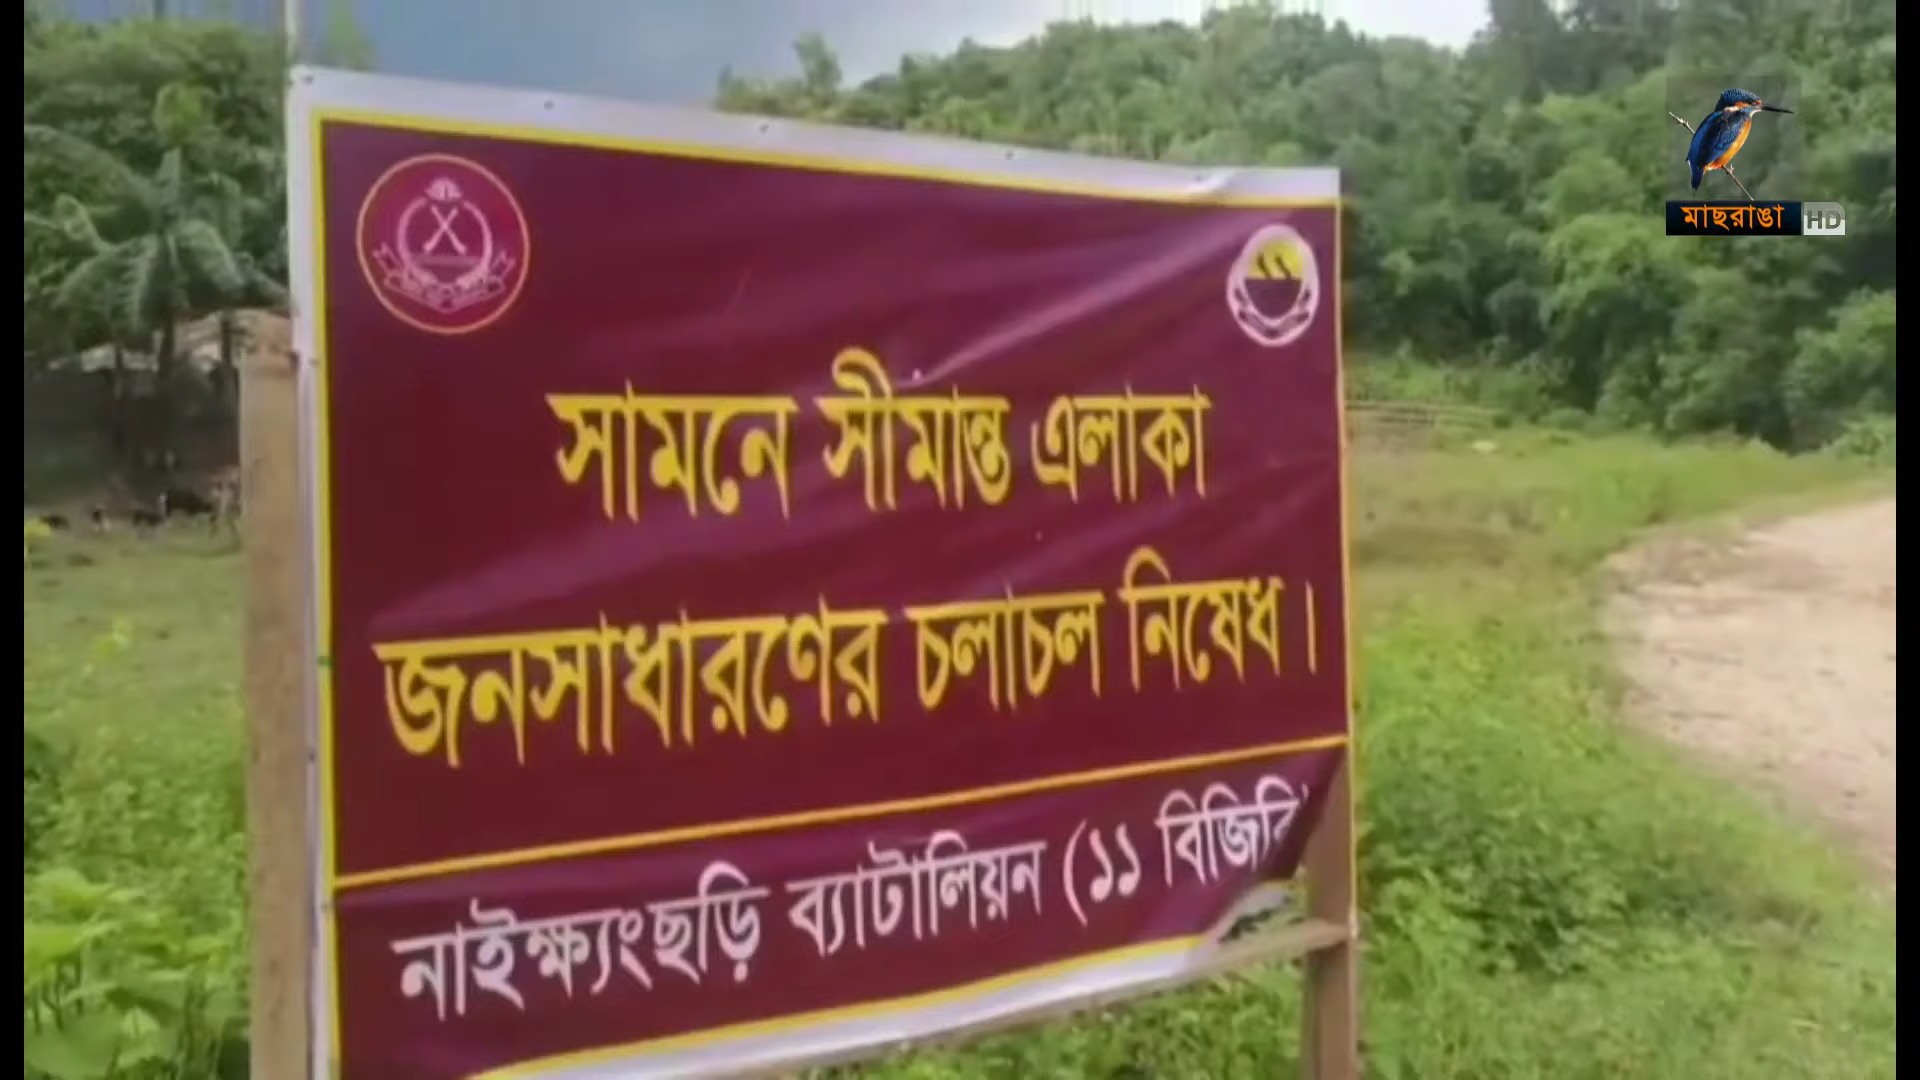 মাছরাঙা HD
সামনে সীমান্ত এলাকা
জনসাধারণের চলাচল নিষেধ।
নাইক্ষ্যংছড়ি ব্যাটালিয়ন (১১ বিজিবি